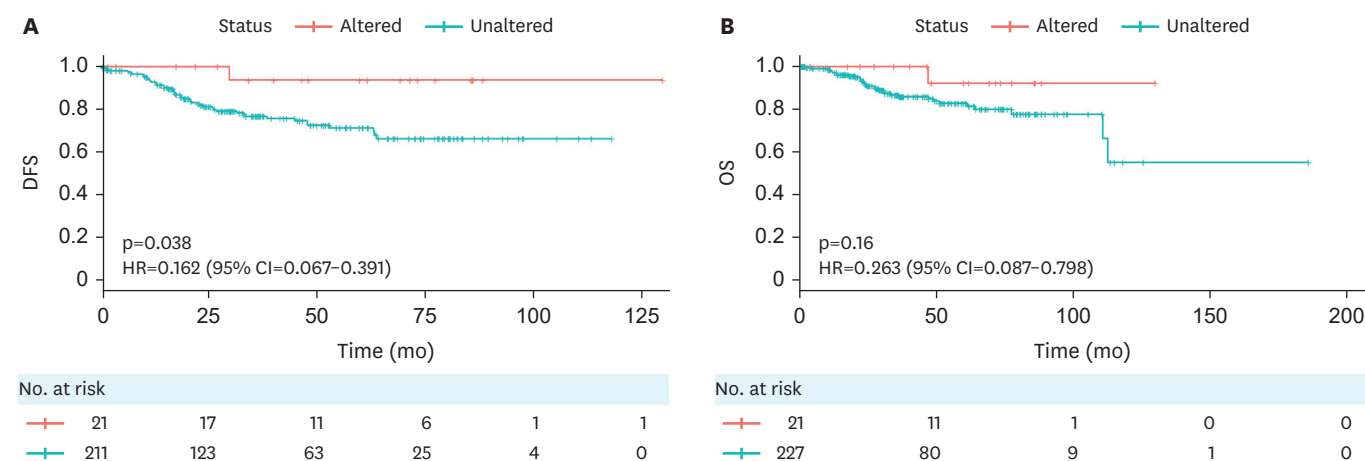 A
Status Altered Unaltered
1.0
0.8
0.6
0.4
0.2
0
DFS
p=0.038
HR=0.162 (95% CI=0.067–0.391)
0 25 50 75 100 125
Time (mo)
No. at risk
21 17 11 6 1 1
211 123 63 25 4 0
B
Status Altered Unaltered
1.0
0.8
0.6
0.4
0.2
0
OS
p=0.16
HR=0.263 (95% CI=0.087–0.798)
0 50 100 150 200
Time (mo)
No. at risk
21 11 1 0 0
227 80 9 1 0